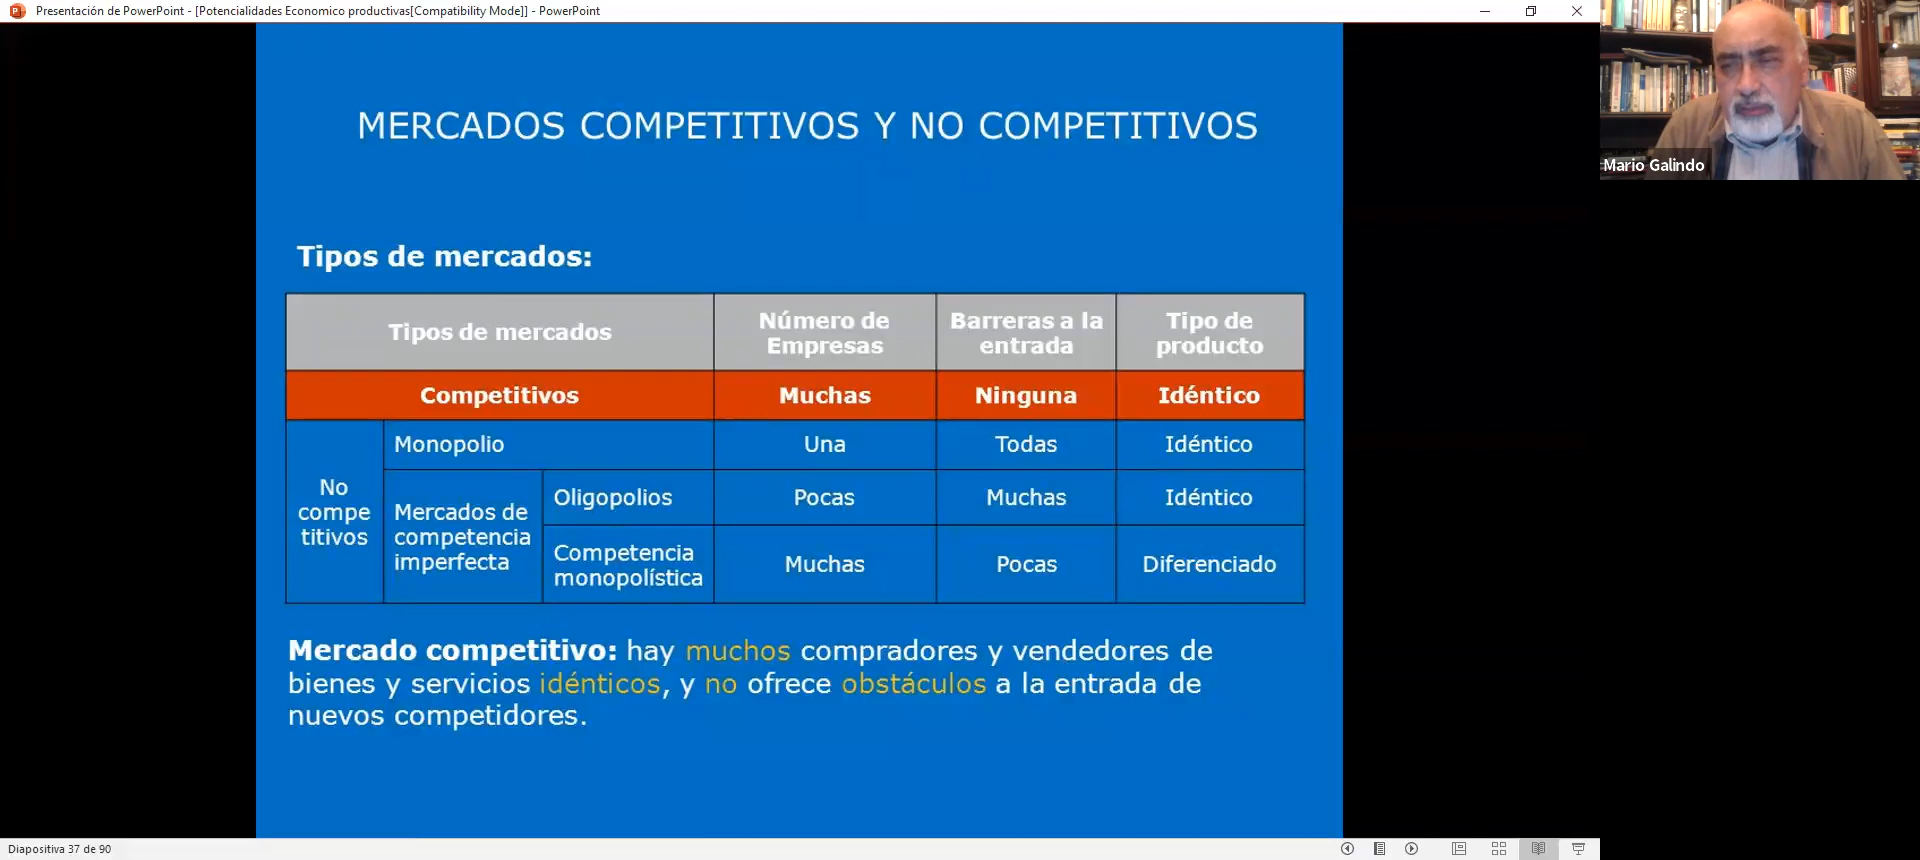 Presentación de PowerPoint - [Potencialidades Economico productivas[Compatibility Mode]] - PowerPoint
Mario Galindo
MERCADOS COMPETITIVOS Y NO COMPETITIVOS
Tipos de mercados:
Tipos de mercados
Número de
Empresas
Barreras a la
entrada
Tipo de
producto
Competitivos
Muchas
Ninguna
Idéntico
No
compe
titivos
Monopolio
Una
Todas
Idéntico
Mercados de
competencia
imperfecta
Oligopolios
Pocas
Muchas
Idéntico
Competencia
monopolística
Muchas
Pocas
Diferenciado
Mercado competitivo: hay muchos compradores y vendedores de
bienes y servicios idénticos, y no ofrece obstáculos a la entrada de
nuevos competidores.
Diapositiva 37 de 90